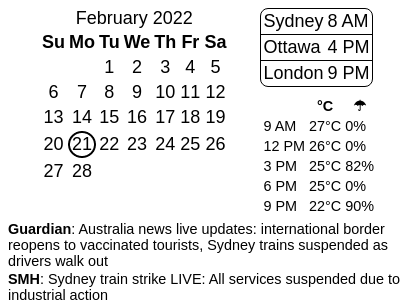 February 2022
Su Mo Tu We Th Fr Sa
1 2 3 4 5
6 7 8 9 10 11 12
13 14 15 16 17 18 19
20 21 22 23 24 25 26
27 28
Sydney 8 AM
Ottawa 4 PM
London 9 PM
°C ☂
9 AM 27°C 0%
12 PM 26°C 0%
3 PM 25°C 82%
6 PM 25°C 0%
9 PM 22°C 90%
Guardian: Australia news live updates: international border
reopens to vaccinated tourists, Sydney trains suspended as
drivers walk out
SMH: Sydney train strike LIVE: All services suspended due to
industrial action